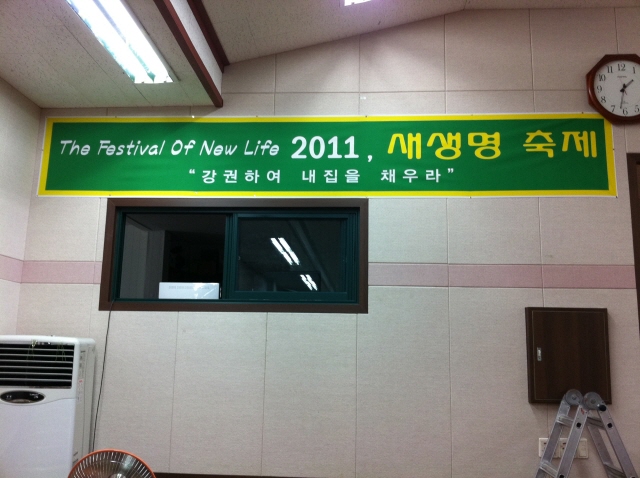 The Festival Of New Life 2011, 새생명 축제
"강권하여 내집을 채우라"